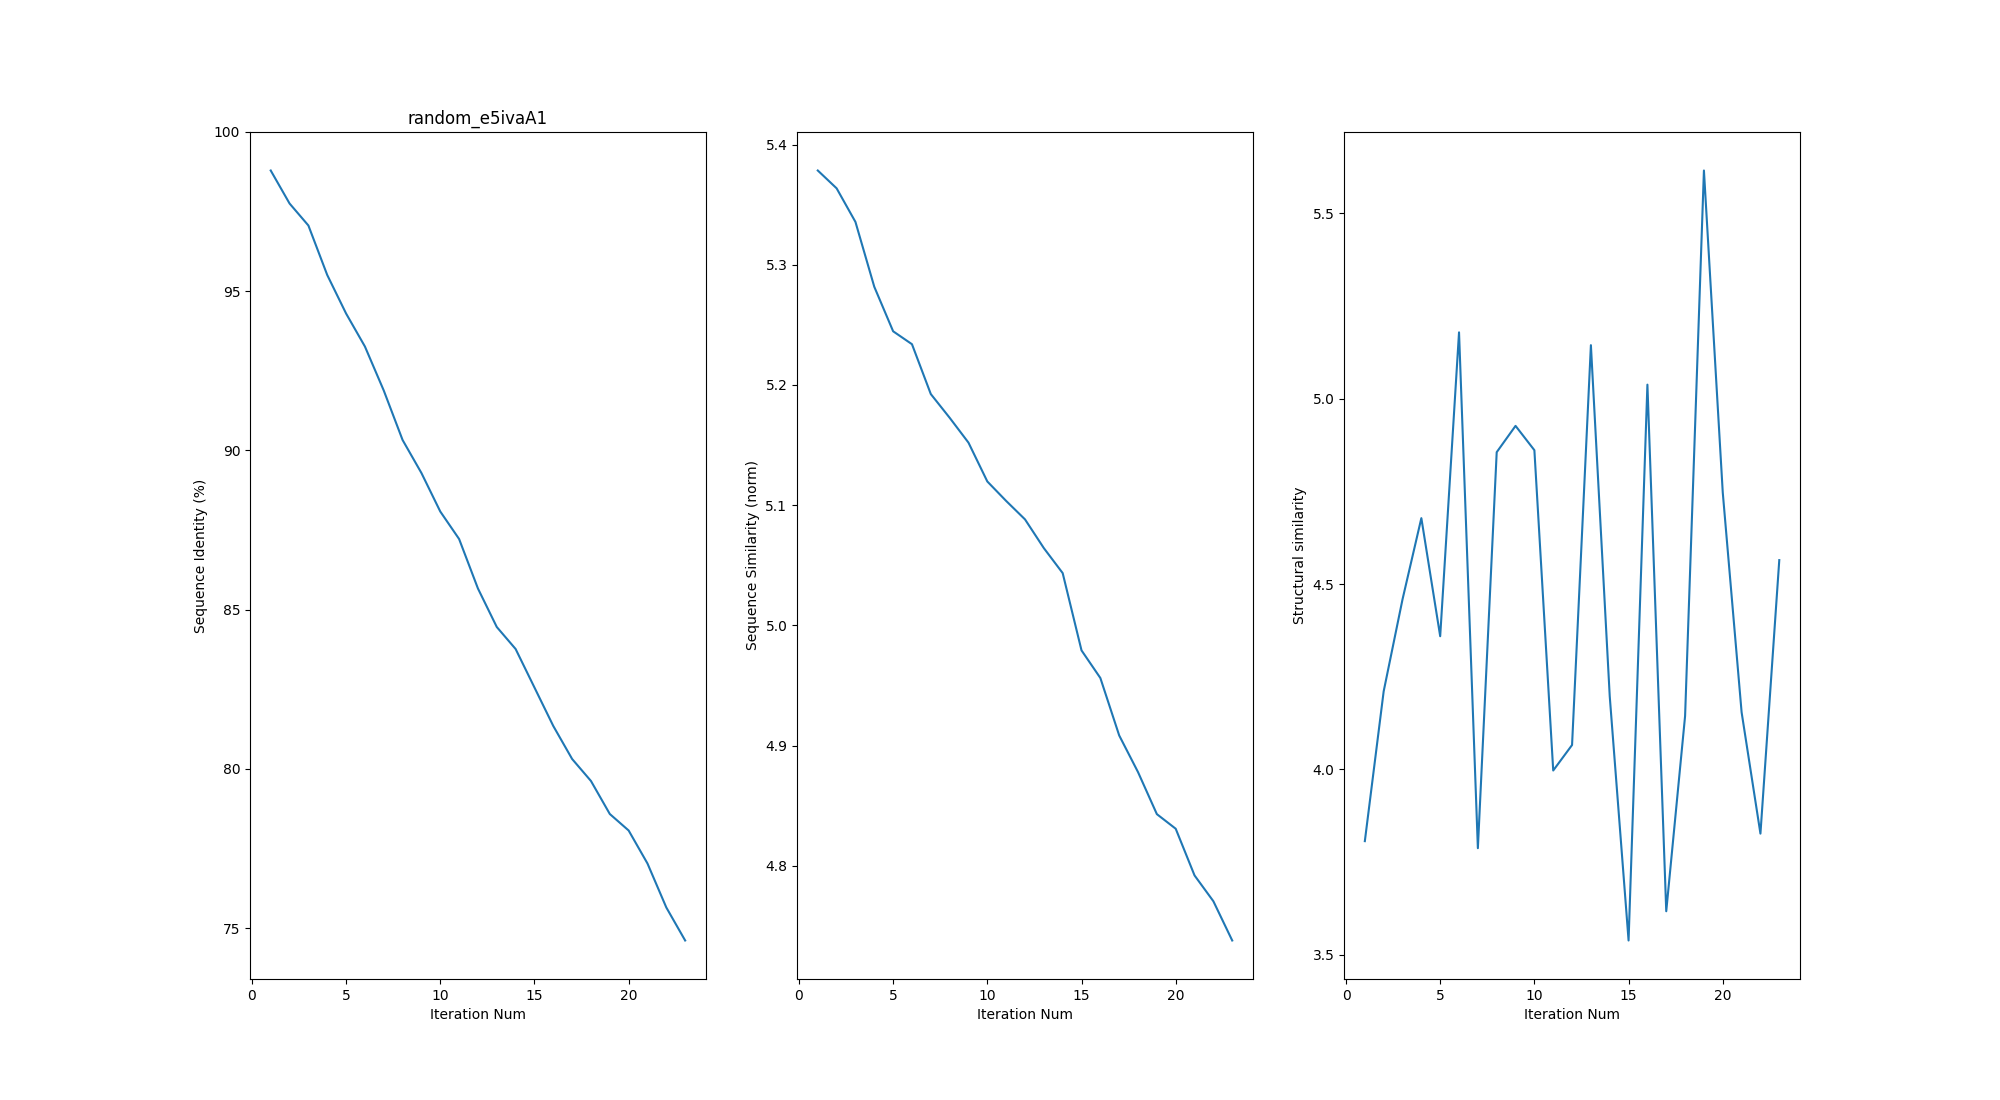 random_e5ivaA1
100
95
90
85
80
75
Sequence Identity (%)
0 5 10 15 20
Iteration Num
5.4
5.3
5.2
5.1
5.0
4.9
4.8
Sequence Similarity (norm)
0 5 10 15 20
Iteration Num
5.5
5.0
4.5
4.0
3.5
Structural similarity
0 5 10 15 20
Iteration Num